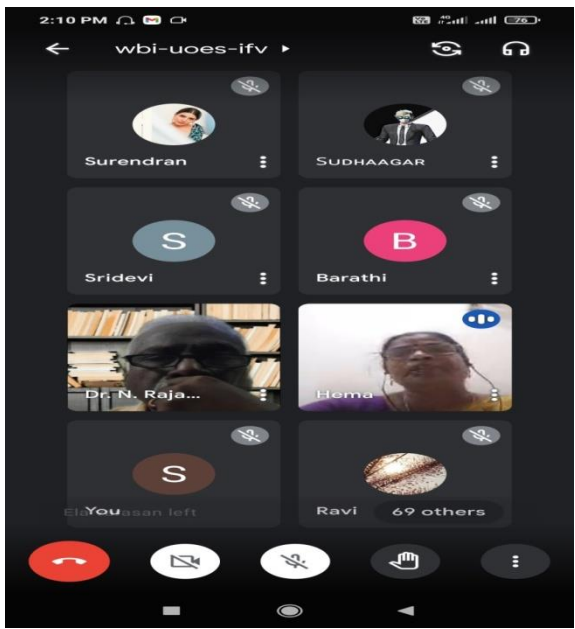 2:10 PM
4G
76
wbi-uoes-ifv
Surendran
SUDHAAGAR
S
Sridevi
B
Barathi
Dr. N. Raja...
Hema
S
You
left
Ravi
69 others